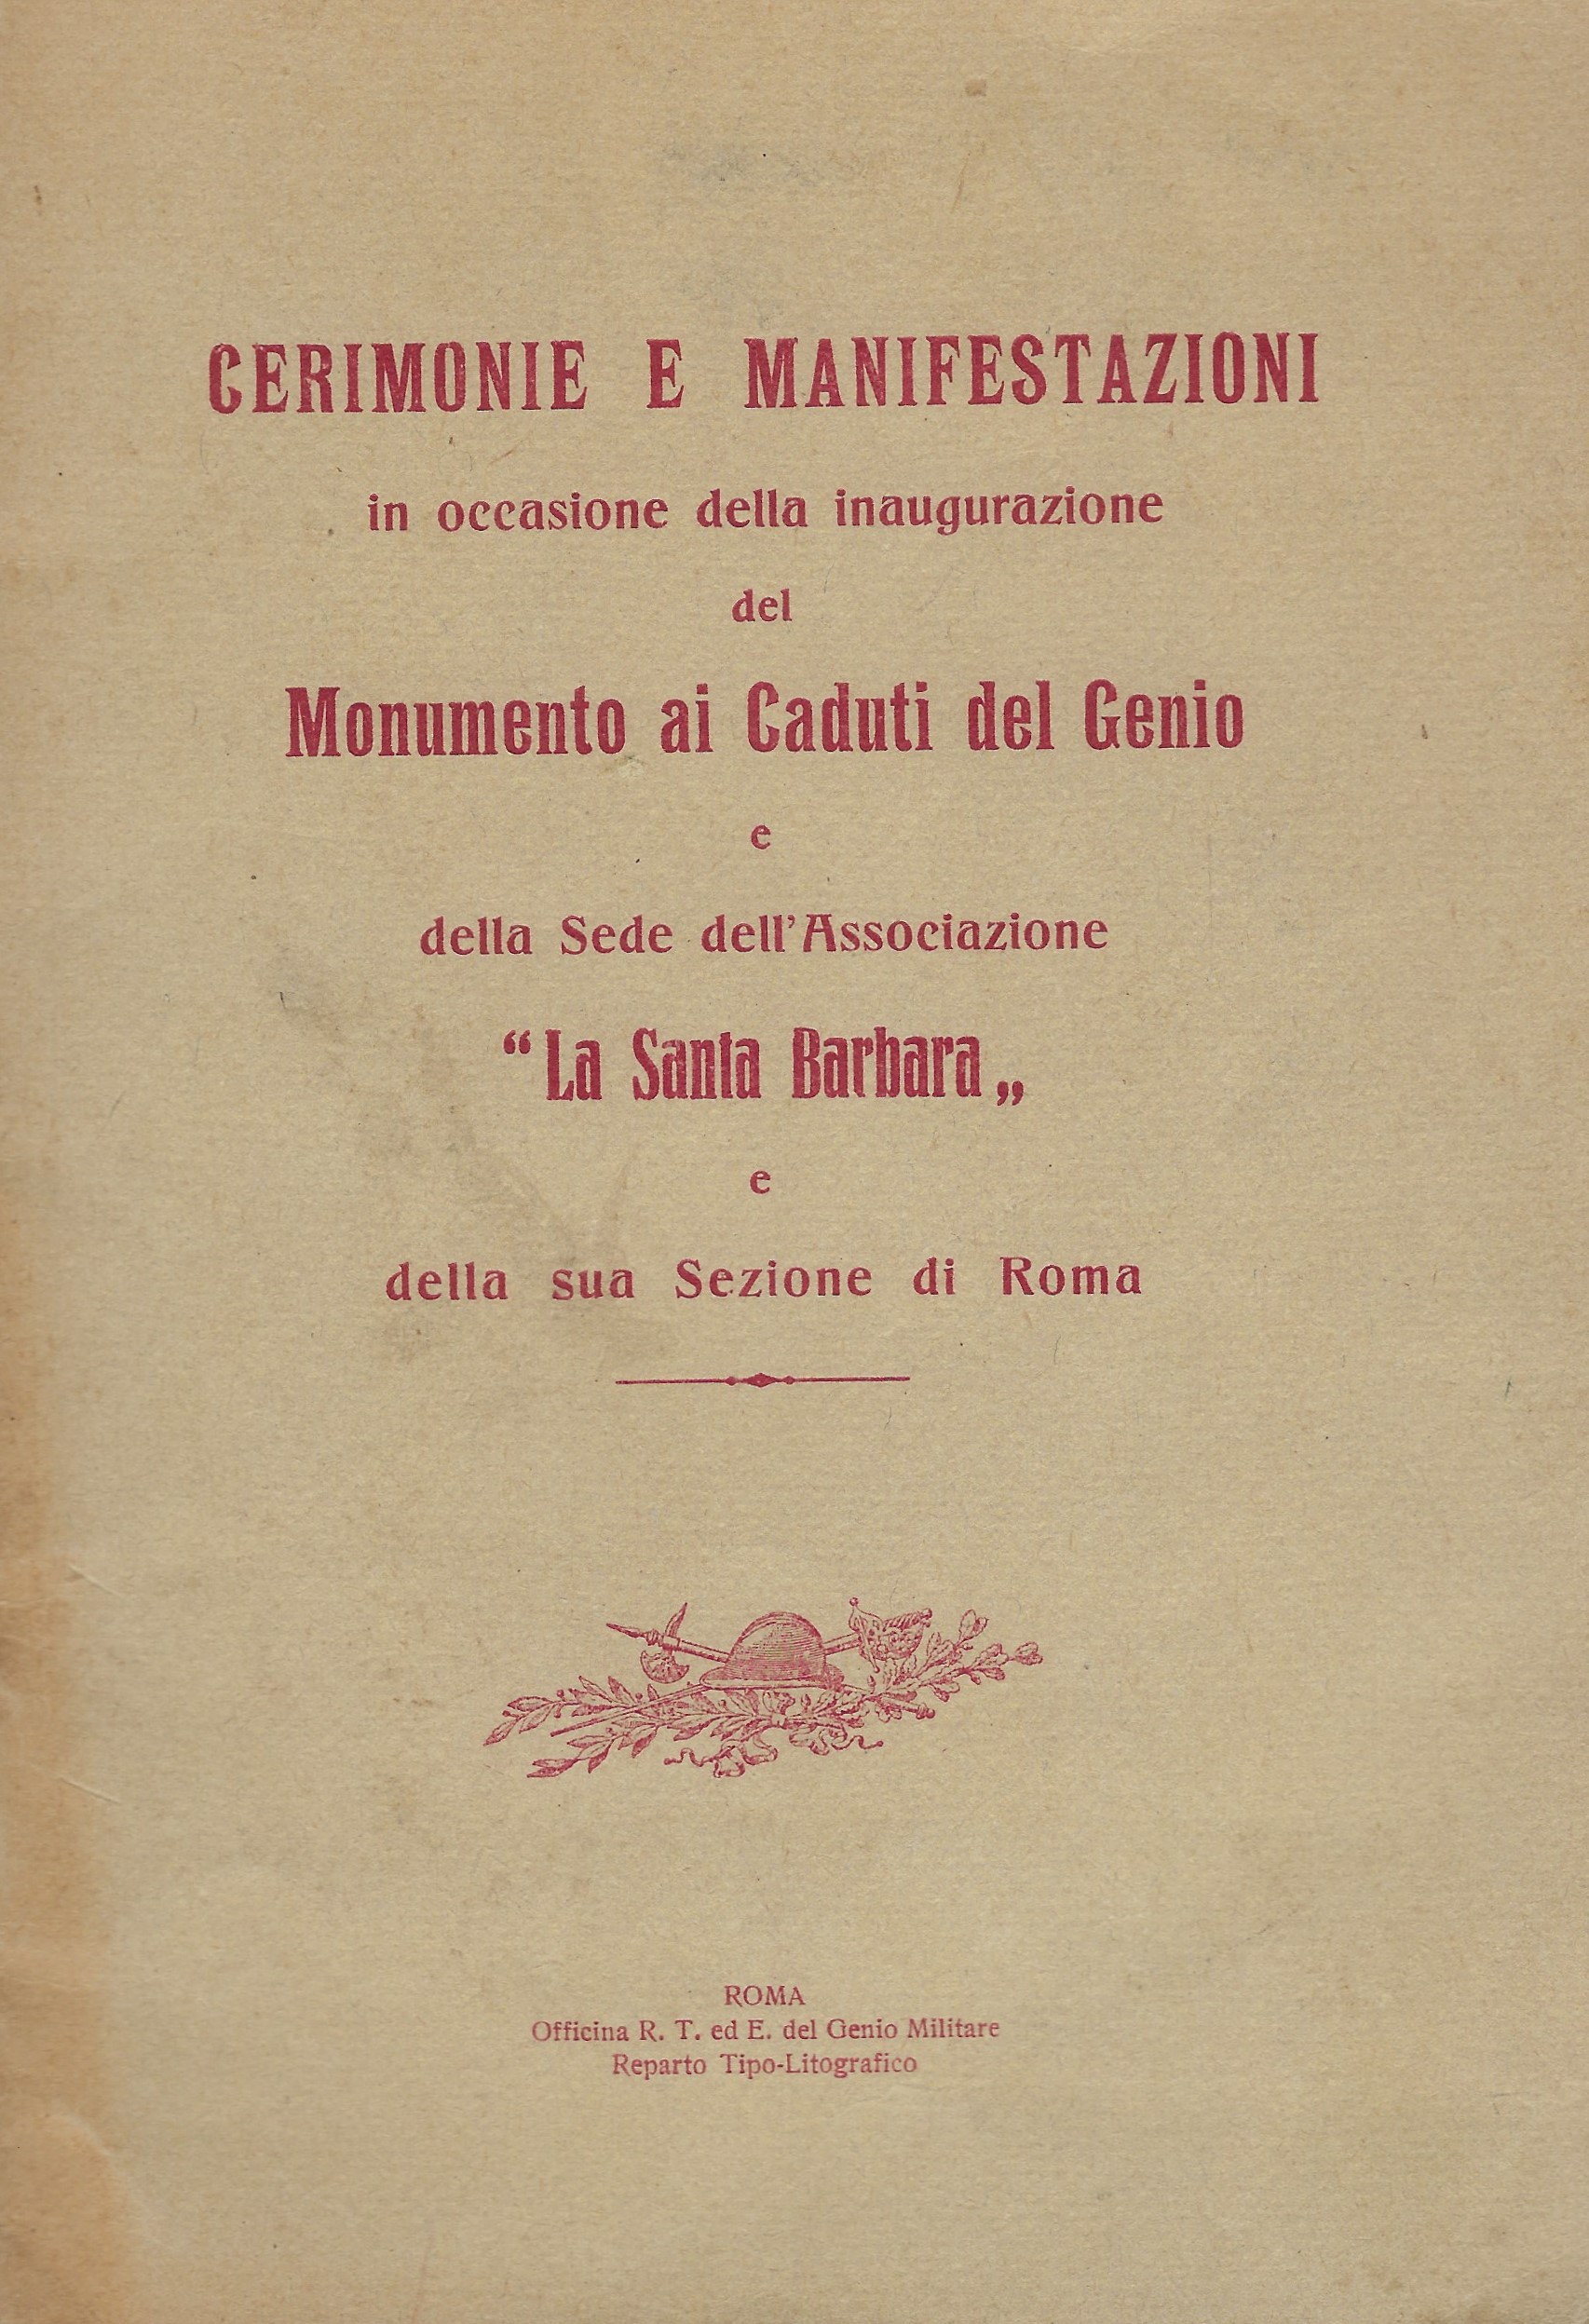 CERIMONIE E MANIFESTAZIONI
in occasione della inaugurazione
del
Monumento ai Caduti del Genio
e
della Sede dell'Associazione
“La Santa Barbara„
e
della sua Sezione di Roma
ROMA
Officina R. T. ed E. del Genio Militare
Reparto Tipo-Litografico